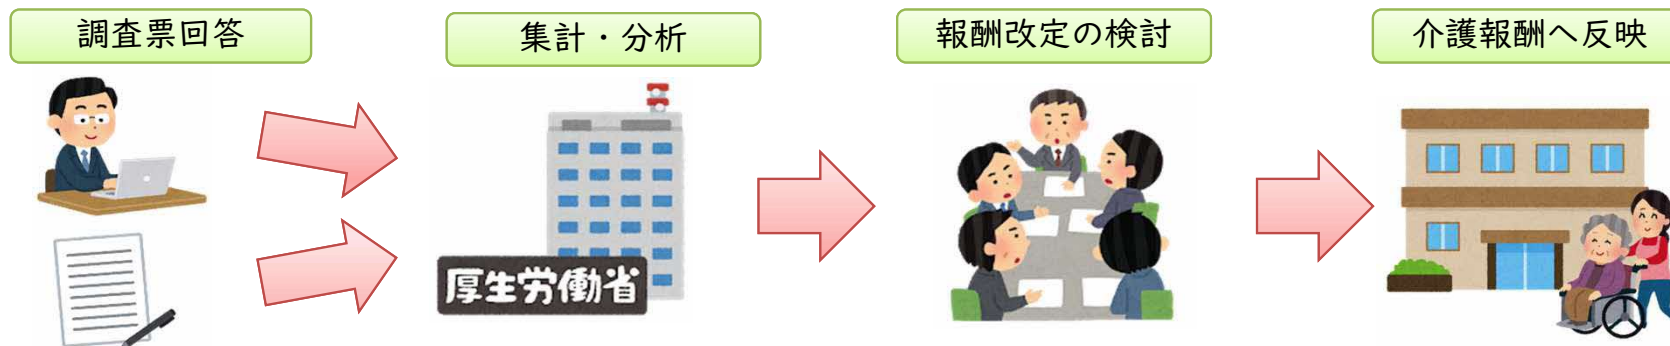 調査票回答
集計・分析
報酬改定の検討
介護報酬へ反映
厚生労働省